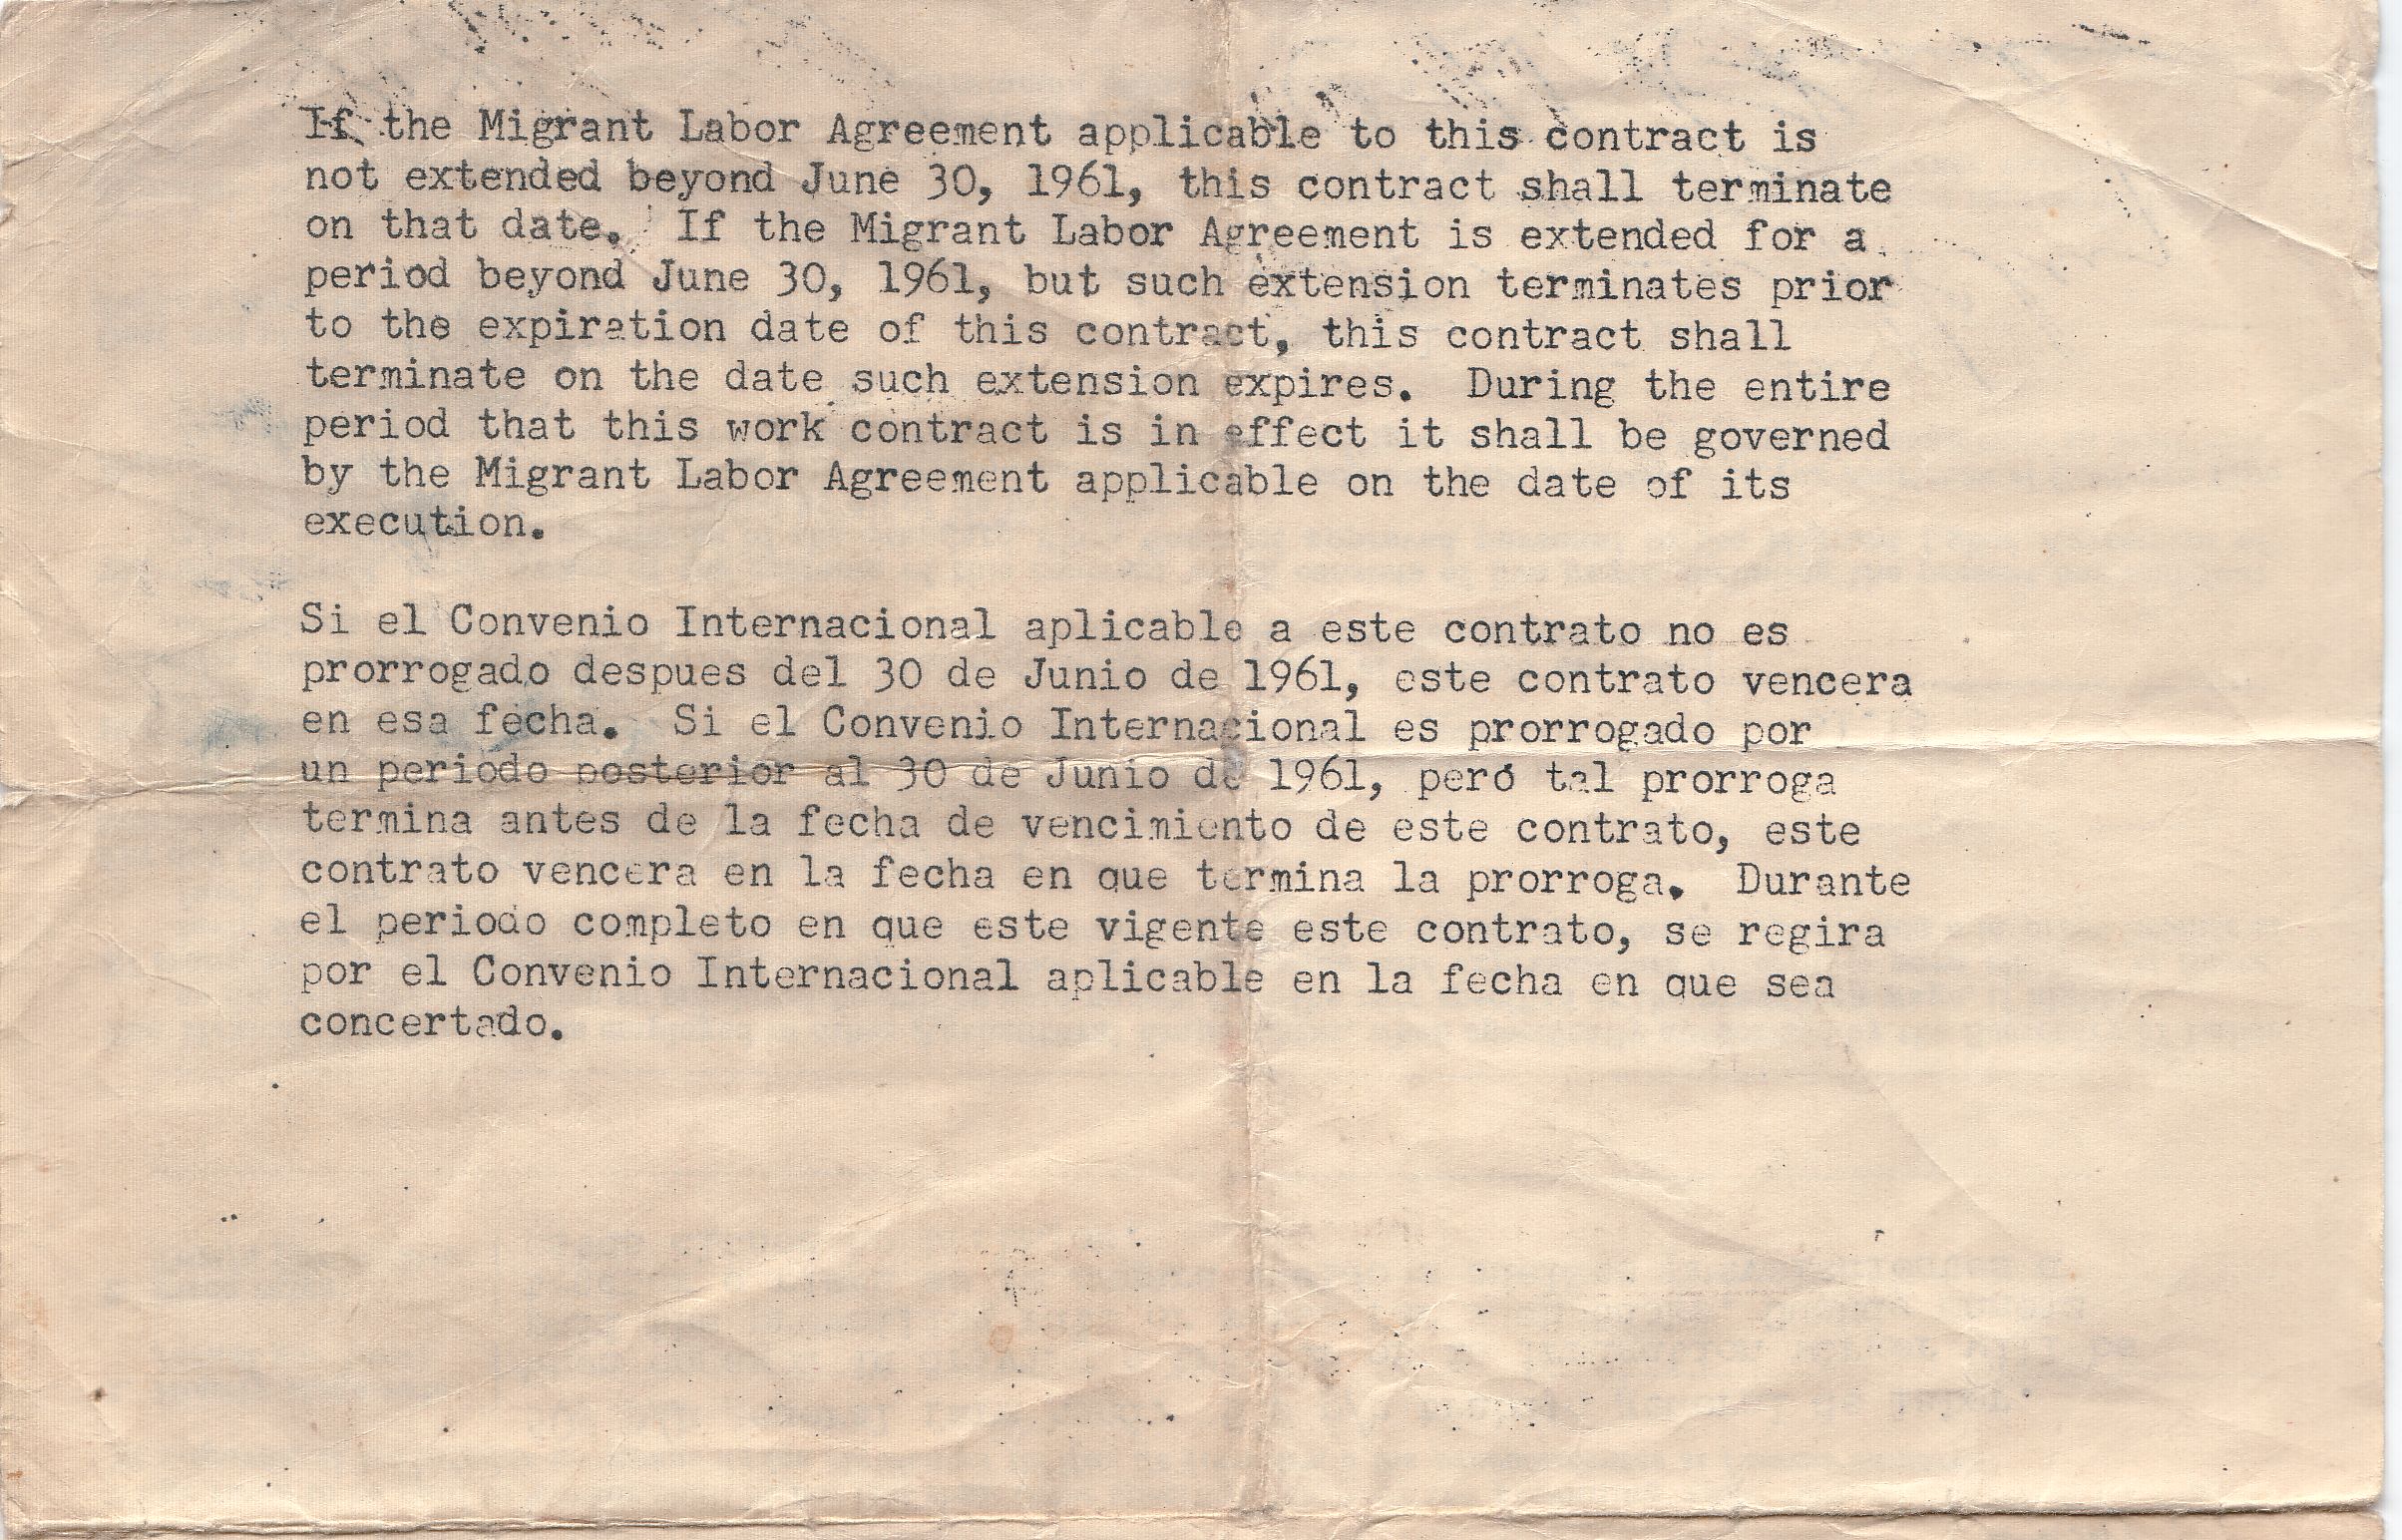 If the Migrant Labor Agreement applicable to this contract is
not extended beyond June 30, 1961, this contract shall terminate
on that date.  If the Migrant Labor Agreement is extended for a
period beyond June 30, 1961, but such extension terminates prior
to the expiration date of this contract, this contract shall
terminate on the date such extension expires.  During the entire
period that this work contract is in effect it shall be governed
by the Migrant Labor Agreement applicable on the date of its
execution.
Si el Convenio Internacional aplicable a este contrato no es
prorrogado despues del 30 de Junio de 1961, este contrato vencera
en esa fecha.  Si el Convenio Internacional es prorrogado por
un periodo posterior al 30 de Junio de 1961, peró tal prorroga
termina antes de la fecha de vencimiento de este contrato, este
contrato vencera en la fecha en que termina la prorroga.  Durante
el periodo completo en que este vigente este contrato, se regira
por el Convenio Internacional aplicable en la fecha en que sea
concertado.